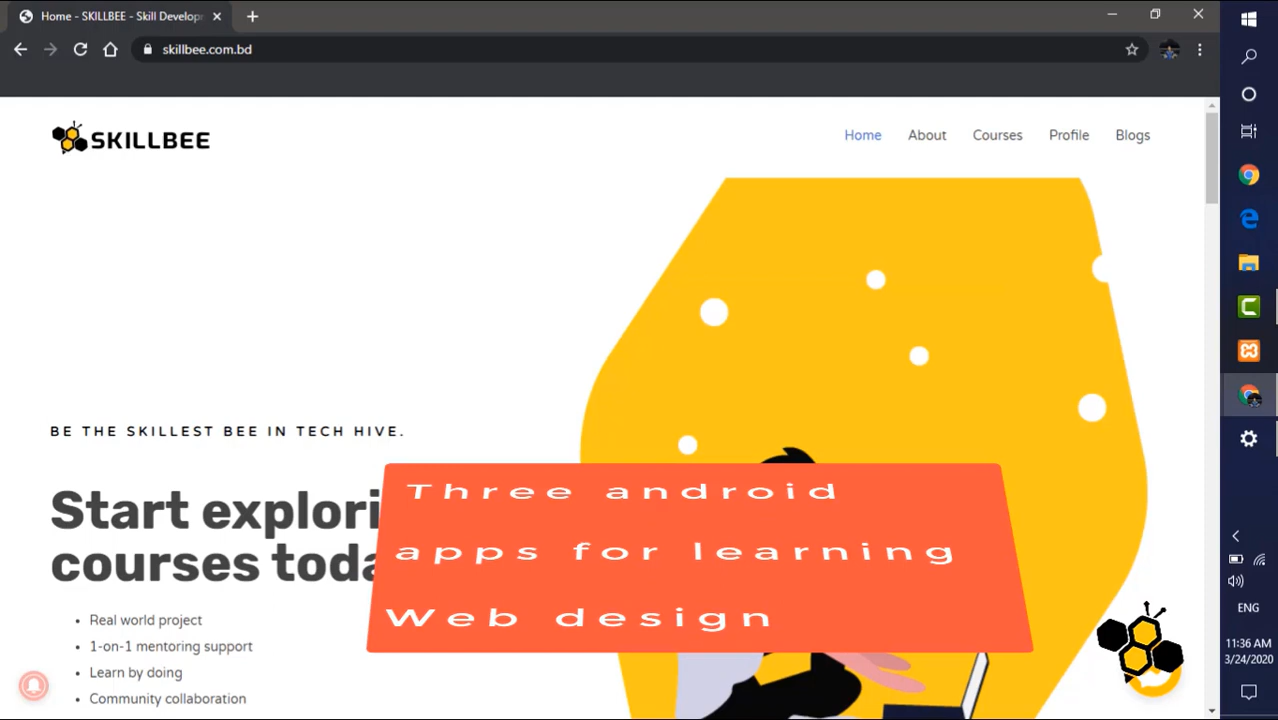 Home - SKILLBEE - Skill Develop
skillbee.com.bd
SKILLBEE
Home About Courses Profile Blogs
BE THE SKILLEST BEE IN TECH HIVE.
Start explori
courses toda
Three android
apps for learning
Web design
Real world project
1-on-1 mentoring support
Learn by doing
Community collaboration
ENG
11:36 AM
3/24/2020